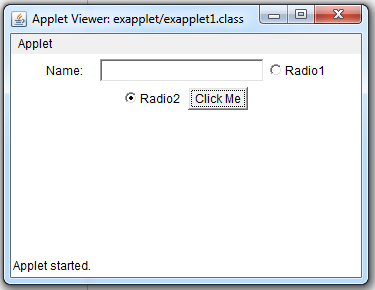 Applet Viewer: exapplet/exapplet1.class
Applet
Name: Radio1
Radio2 Click Me
Applet started.